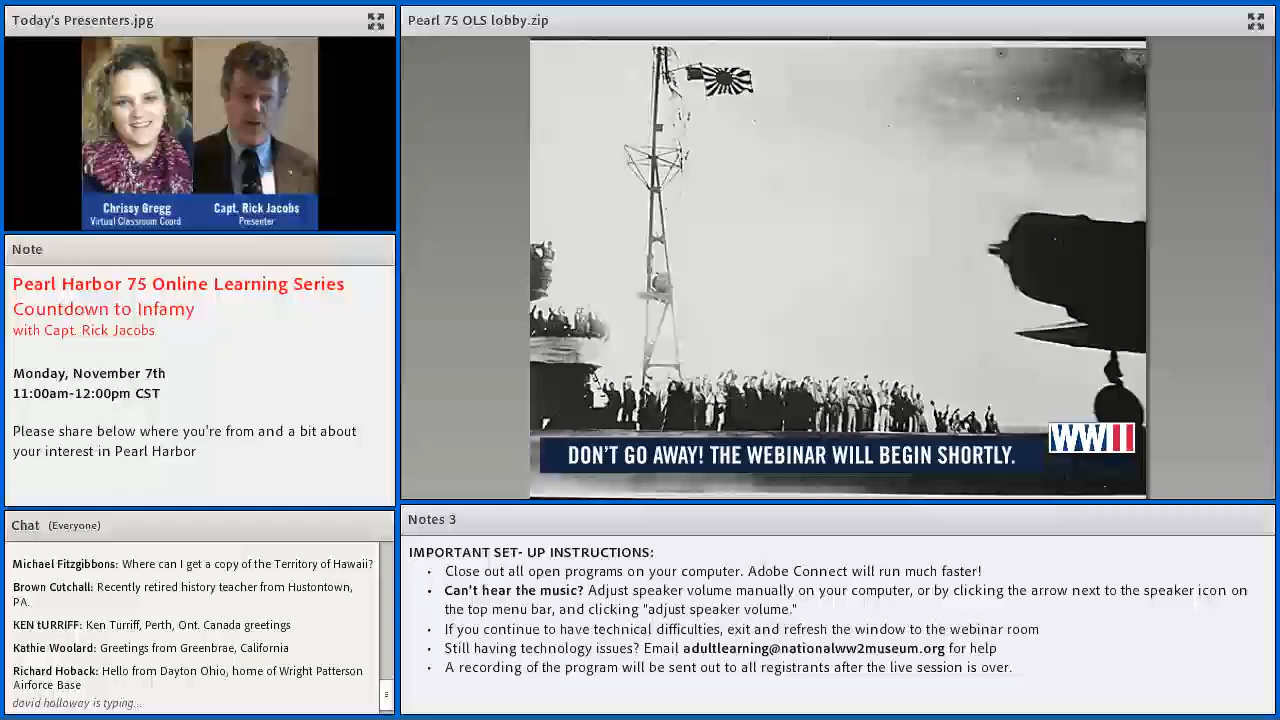 Today's Presenters.jpg
Chrissy Gregg
Virtual Classroom Coord
Capt. Rick Jacobs
Presenter
Note
Pearl Harbor 75 Online Learning Series
Countdown to Infamy
with Capt. Rick Jacobs
Monday, November 7th
11:00am-12:00pm CST
Please share below where you're from and a bit about
your interest in Pearl Harbor
Chat (Everyone)
Michael Fitzgibbons: Where can I get a copy of the Territory of Hawaii?
Brown Cutchall: Recently retired history teacher from Hustontown,
PA.
KEN tURRIFF: Ken Turriff, Perth, Ont. Canada greetings
Kathie Woolard: Greetings from Greenbrae, California
Richard Hoback: Hello from Dayton Ohio, home of Wright Patterson
Airforce Base
david holloway is typing...
Pearl 75 OLS lobby.zip
WWII
DON'T GO AWAY! THE WEBINAR WILL BEGIN SHORTLY.
Notes 3
IMPORTANT SET- UP INSTRUCTIONS:
• Close out all open programs on your computer. Adobe Connect will run much faster!
• Can't hear the music? Adjust speaker volume manually on your computer, or by clicking the arrow next to the speaker icon on
the top menu bar, and clicking "adjust speaker volume."
• If you continue to have technical difficulties, exit and refresh the window to the webinar room
• Still having technology issues? Email adultlearning@nationalww2museum.org for help
• A recording of the program will be sent out to all registrants after the live session is over.